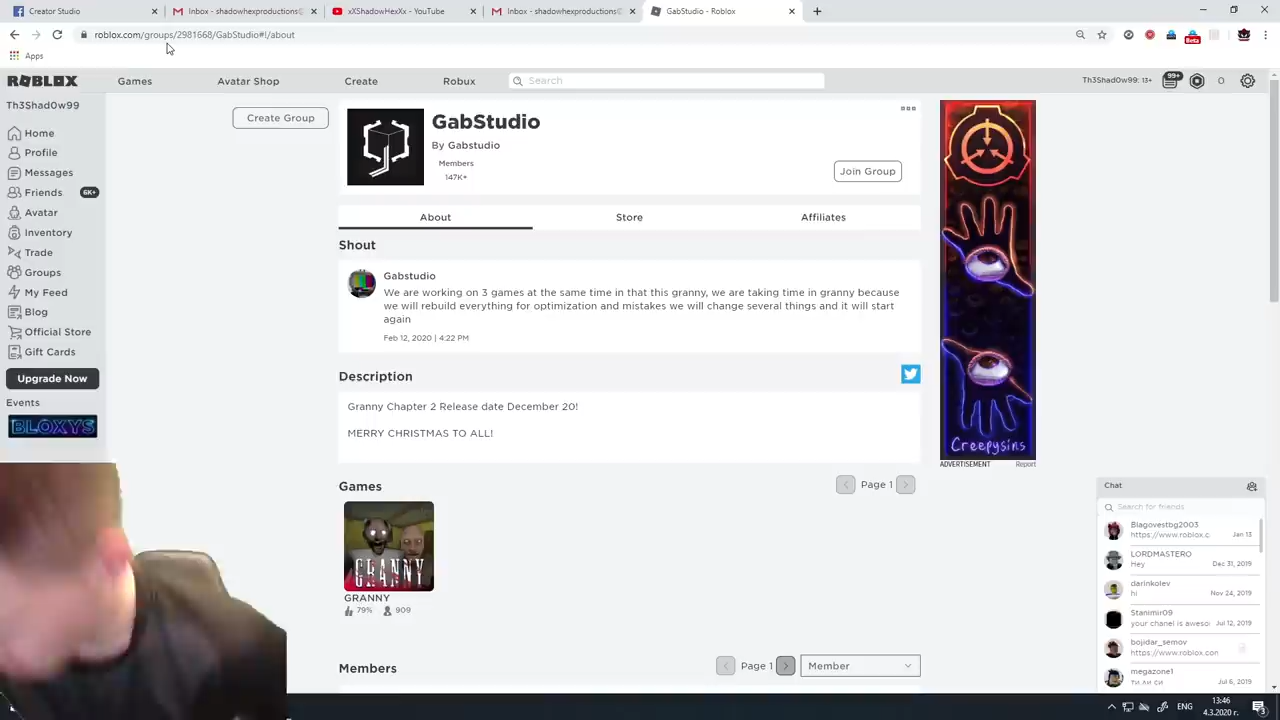 Creator Studio
Inbox - shadowhexproductions@
xXShadowHexXx - YouTube
Inbox - shadowhexproductions@
GabStudio - Roblox
roblox.com/groups/2981668/GabStudio#!/about
Beta
Apps
ROBLOX
Games
Avatar Shop
Create
Robux
Search
Th3Shad0w99: 13+
99+
0
Th3Shad0w99
Home
Profile
Messages
Friends
6K+
Avatar
Inventory
Trade
Groups
My Feed
Blog
Official Store
Gift Cards
Upgrade Now
Events
BLOXYS
Create Group
GabStudio
By Gabstudio
Members
147K+
Join Group
About
Store
Affiliates
Shout
Gabstudio
We are working on 3 games at the same time in that this granny, we are taking time in granny because
we will rebuild everything for optimization and mistakes we will change several things and it will start
again
Feb 12, 2020 | 4:22 PM
Description
Granny Chapter 2 Release date December 20!
MERRY CHRISTMAS TO ALL!
Games
Page 1
GRANNY
GRANNY
79%
909
Members
Page 1
Member
Creepysins
ADVERTISEMENT
Report
Chat
Search for friends
Blagovestbg2003
https://www.roblox.c
Jan 13
LORDMASTERO
Hey
Dec 31, 2019
darinkolev
hi
Nov 24, 2019
Stanimir09
your chanel is aweso
Jul 12, 2019
bojidar_semov
https://www.roblox.con
megazone1
ти ли си
Jul 6, 2019
ENG
13:46
4.3.2020 г.
3